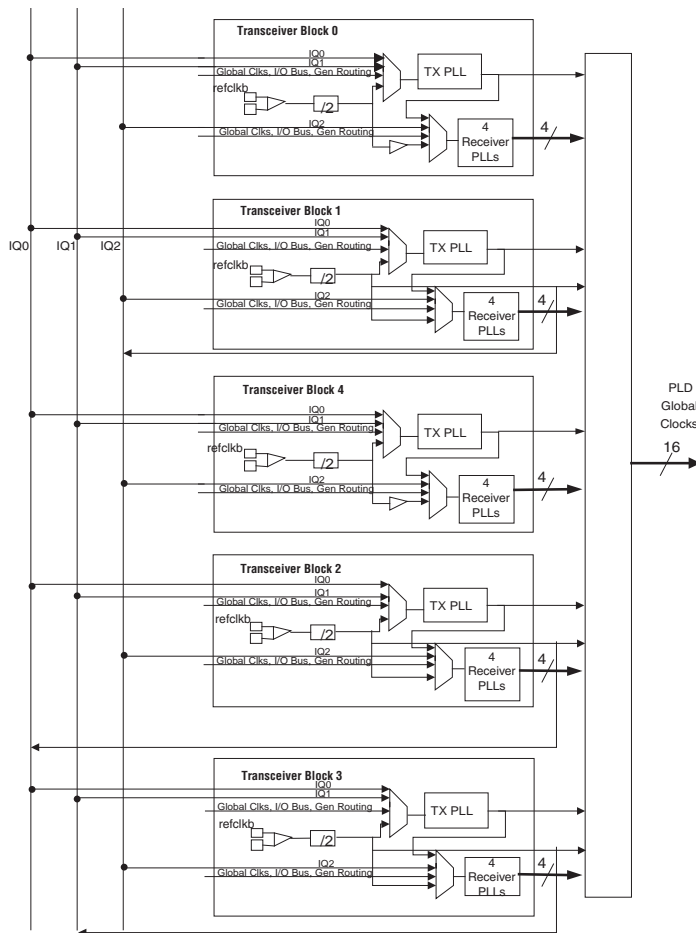 Transceiver Block 0
IQ0
IQ1
Global Clks, I/O Bus, Gen Routing
TX PLL
refclkb
/2
IQ2
Global Clks, I/O Bus, Gen Routing
4
Receiver
PLLs
4
Transceiver Block 1
IQ0
IQ1
Global Clks, I/O Bus, Gen Routing
TX PLL
IQ0
IQ1
IQ2
refclkb
/2
IQ2
Global Clks, I/O Bus, Gen Routing
4
Receiver
PLLs
4
Transceiver Block 4
IQ0
IQ1
Global Clks, I/O Bus, Gen Routing
TX PLL
refclkb
/2
IQ2
Global Clks, I/O Bus, Gen Routing
4
Receiver
PLLs
4
PLD
Global
Clocks
16
Transceiver Block 2
IQ0
IQ1
Global Clks, I/O Bus, Gen Routing
TX PLL
refclkb
/2
IQ2
Global Clks, I/O Bus, Gen Routing
4
Receiver
PLLs
4
Transceiver Block 3
IQ0
IQ1
Global Clks, I/O Bus, Gen Routing
TX PLL
refclkb
/2
IQ2
Global Clks, I/O Bus, Gen Routing
4
Receiver
PLLs
4